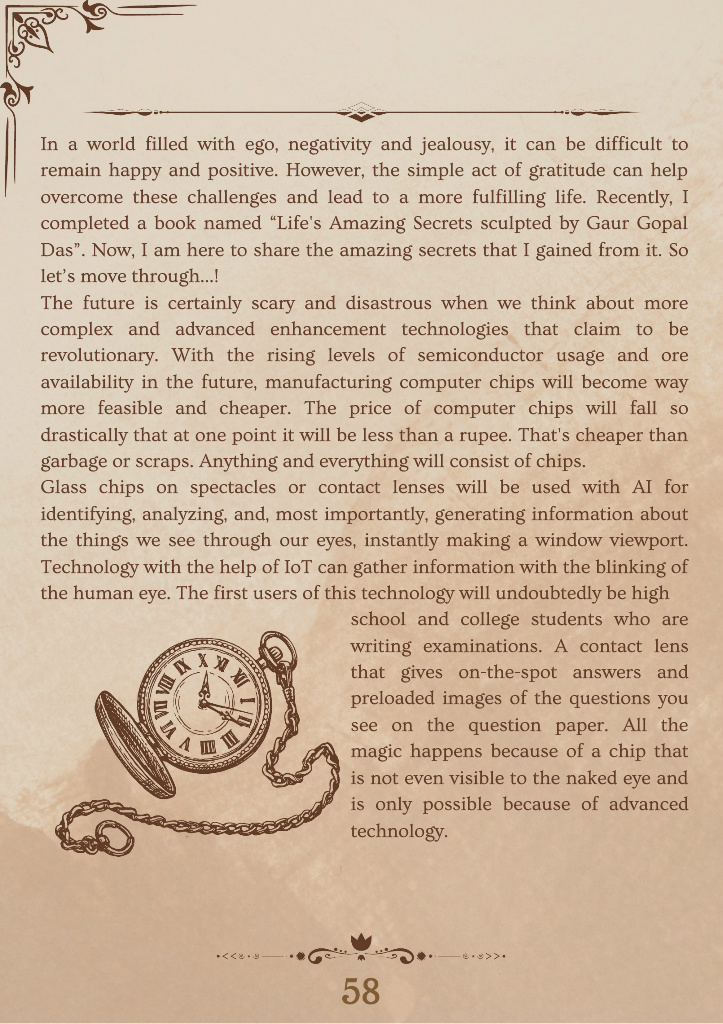 In a world filled with ego, negativity and jealousy, it can be difficult to
remain happy and positive. However, the simple act of gratitude can help
overcome these challenges and lead to a more fulfilling life. Recently, I
completed a book named “Life's Amazing Secrets sculpted by Gaur Gopal
Das”. Now, I am here to share the amazing secrets that I gained from it. So
let’s move through...!
The future is certainly scary and disastrous when we think about more
complex and advanced enhancement technologies that claim to be
revolutionary. With the rising levels of semiconductor usage and ore
availability in the future, manufacturing computer chips will become way
more feasible and cheaper. The price of computer chips will fall so
drastically that at one point it will be less than a rupee. That's cheaper than
garbage or scraps. Anything and everything will consist of chips.
Glass chips on spectacles or contact lenses will be used with AI for
identifying, analyzing, and, most importantly, generating information about
the things we see through our eyes, instantly making a window viewport.
Technology with the help of IoT can gather information with the blinking of
the human eye. The first users of this technology will undoubtedly be high
school and college students who are
writing examinations. A contact lens
that gives on-the-spot answers and
preloaded images of the questions you
see on the question paper. All the
magic happens because of a chip that
is not even visible to the naked eye and
is only possible because of advanced
technology.
58